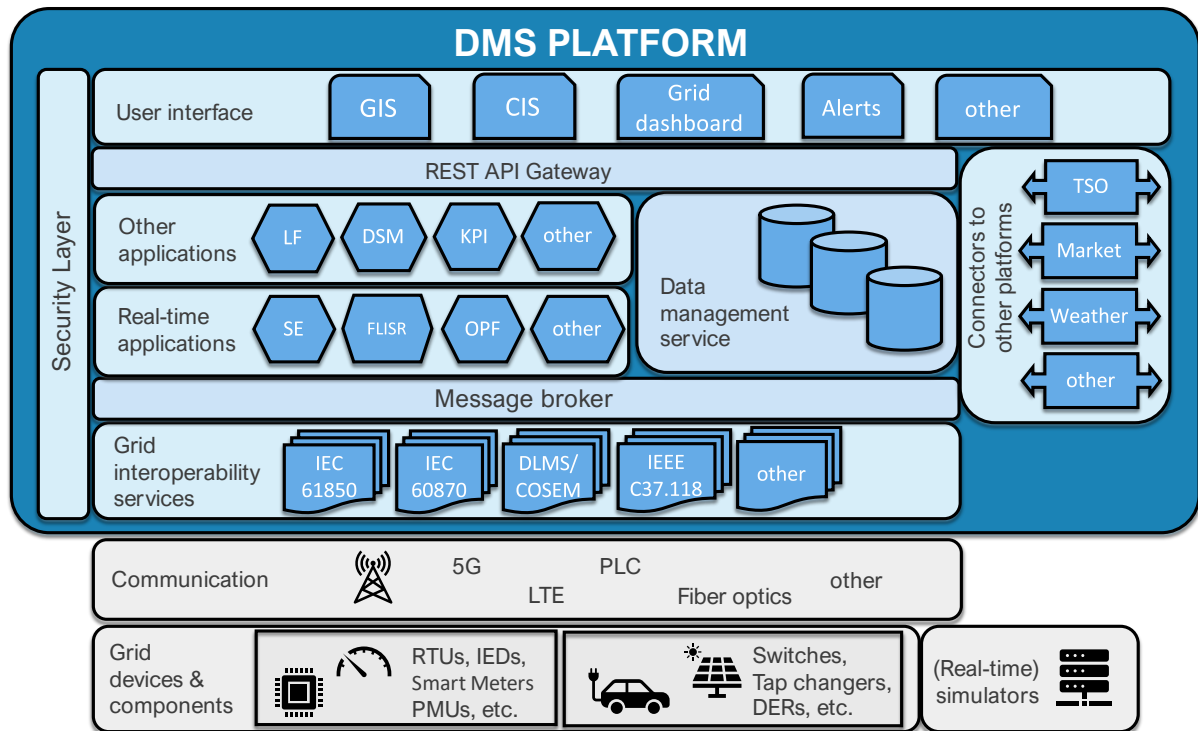 DMS PLATFORM
Security Layer
User interface
GIS
CIS
Grid
dashboard
Alerts
other
REST API Gateway
Other
applications
LF
DSM
KPI
other
Real-time
applications
SE
FLISR
OPF
other
Data
management
service
Connectors to
other platforms
TSO
Market
Weather
other
Message broker
Grid
interoperability
services
IEC
61850
IEC
60870
DLMS/
COSEM
IEEE
C37.118
other
Communication
5G
LTE
PLC
Fiber optics
other
Grid
devices &
components
RTUs, IEDs,
Smart Meters
PMUs, etc.
Switches,
Tap changers,
DERs, etc.
(Real-time)
simulators